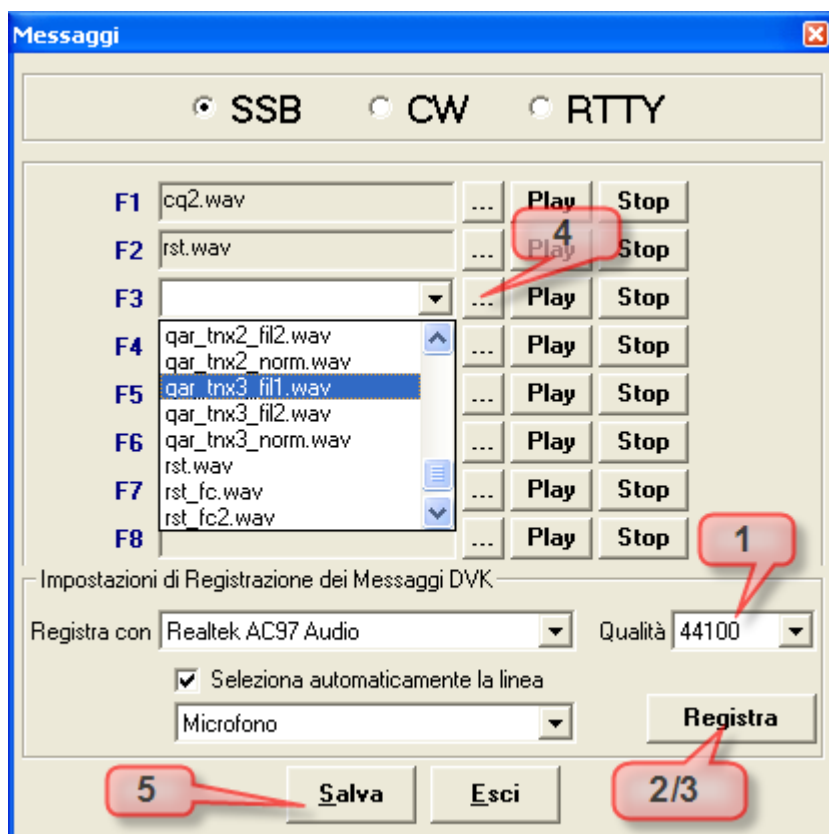 Messaggi
SSB CW RTTY
F1 cq2.wav ... Play Stop
4
F2 rst.wav ... Play Stop
F3 ... Play Stop
F4 qar_tnx2_fil2.wav ... Play Stop
qar_tnx2_norm.wav
F5 qar_tnx3_fil1.wav ... Play Stop
qar_tnx3_fil2.wav
F6 qar_tnx3_norm.wav ... Play Stop
rst.wav
F7 rst_fc.wav ... Play Stop
rst_fc2.wav
F8 ... Play Stop
1
Impostazioni di Registrazione dei Messaggi DVK
Registra con Realtek AC97 Audio Qualità 44100
Seleziona automaticamente la linea
Microfono Registra
5 Salva Esci 2/3